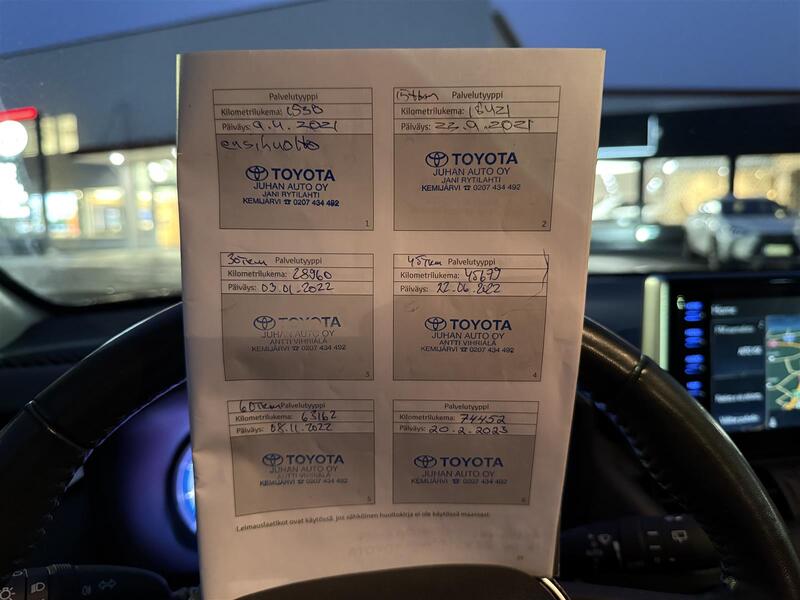 Palvelutyyppi
Kilometrilukema: 1538
Päiväys: 9.4.2021
ensihuolto
TOYOTA
JUHAN AUTO OY
JANI RYTILAHTI
KEMIJÄRVI ☎ 0207 434 492
1
15tkm Palvelutyyppi
Kilometrilukema: 15421
Päiväys: 23.9.2021
TOYOTA
JUHAN AUTO OY
JANI RYTILAHTI
KEMIJÄRVI ☎ 0207 434 492
2
30tkm Palvelutyyppi
Kilometrilukema: 28960
Päiväys: 03.01.2022
TOYOTA
JUHAN AUTO OY
ANTTI VIHRIÄLÄ
KEMIJÄRVI ☎ 0207 434 492
3
45tkm Palvelutyyppi
Kilometrilukema: 45679
Päiväys: 22.06.2022
TOYOTA
JUHAN AUTO OY
ANTTI VIHRIÄLÄ
KEMIJÄRVI ☎ 0207 434 492
4
60tkm Palvelutyyppi
Kilometrilukema: 63162
Päiväys: 08.11.2022
TOYOTA
JUHAN AUTO OY
ANTTI VIHRIÄLÄ
KEMIJÄRVI ☎ 0207 434 492
5
Palvelutyyppi
Kilometrilukema: 74452
Päiväys: 20.2.2023
TOYOTA
JUHAN AUTO OY
KEMIJÄRVI ☎ 0207 434 492
6
Leimauslaatikot ovat käytössä, jos sähköinen huoltokirja ei ole käytössä maassasi.
Home